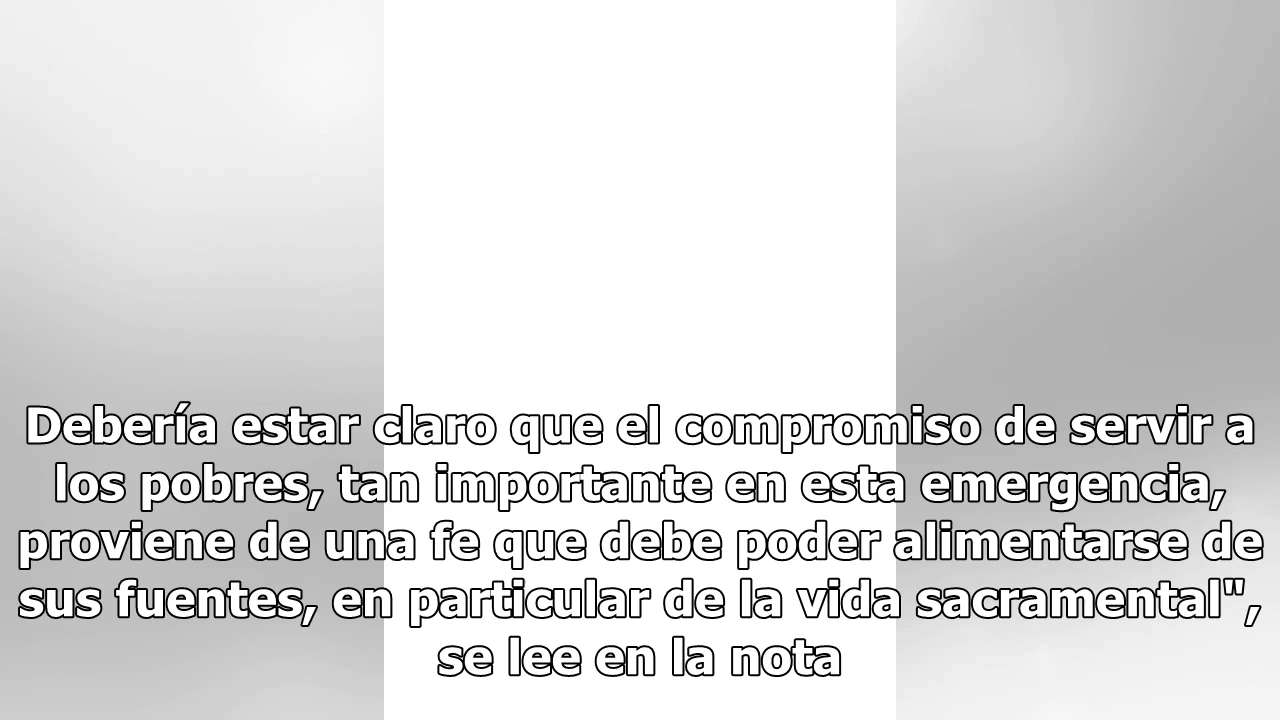 Debería estar claro que el compromiso de servir a
los pobres, tan importante en esta emergencia,
proviene de una fe que debe poder alimentarse de
sus fuentes, en particular de la vida sacramental",
se lee en la nota